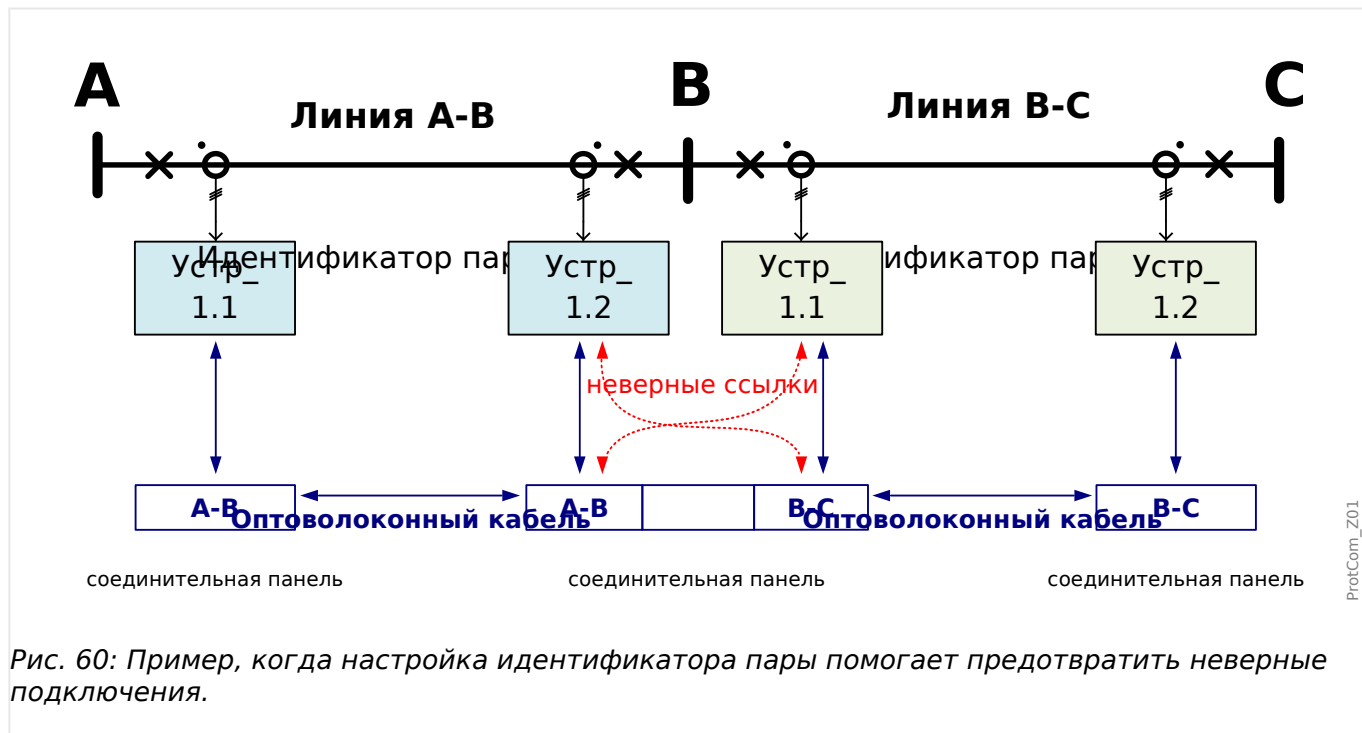 A
B
C
Линия A-B
Линия B-C
Идентификатор пар
ификатор пар
Устр_
1.1
Устр_
1.2
Устр_
1.1
Устр_
1.2
неверные ссылки
A-B
A-B
B-C
B-C
Оптоволоконный кабель
Оптоволоконный кабель
соединительная панель
соединительная панель
соединительная панель
ProtCom_Z01
Рис. 60: Пример, когда настройка идентификатора пары помогает предотвратить неверные
подключения.